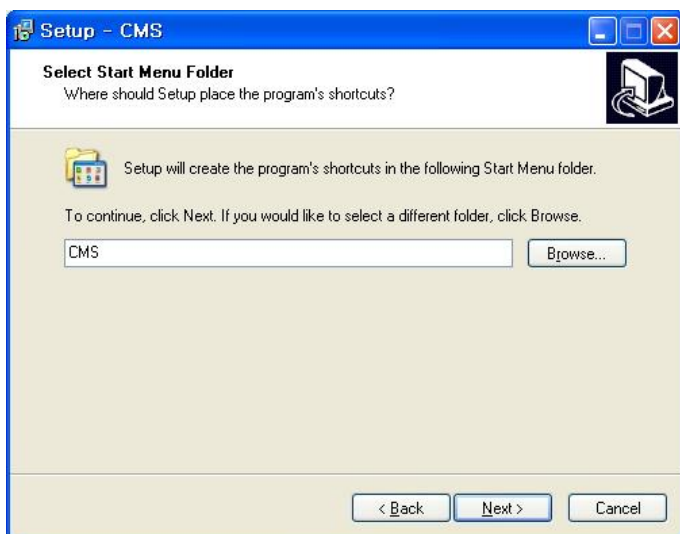 Setup - CMS
Select Start Menu Folder
Where should Setup place the program's shortcuts?
Setup will create the program's shortcuts in the following Start Menu folder.
To continue, click Next. If you would like to select a different folder, click Browse.
CMS
Browse...
< Back
Next >
Cancel